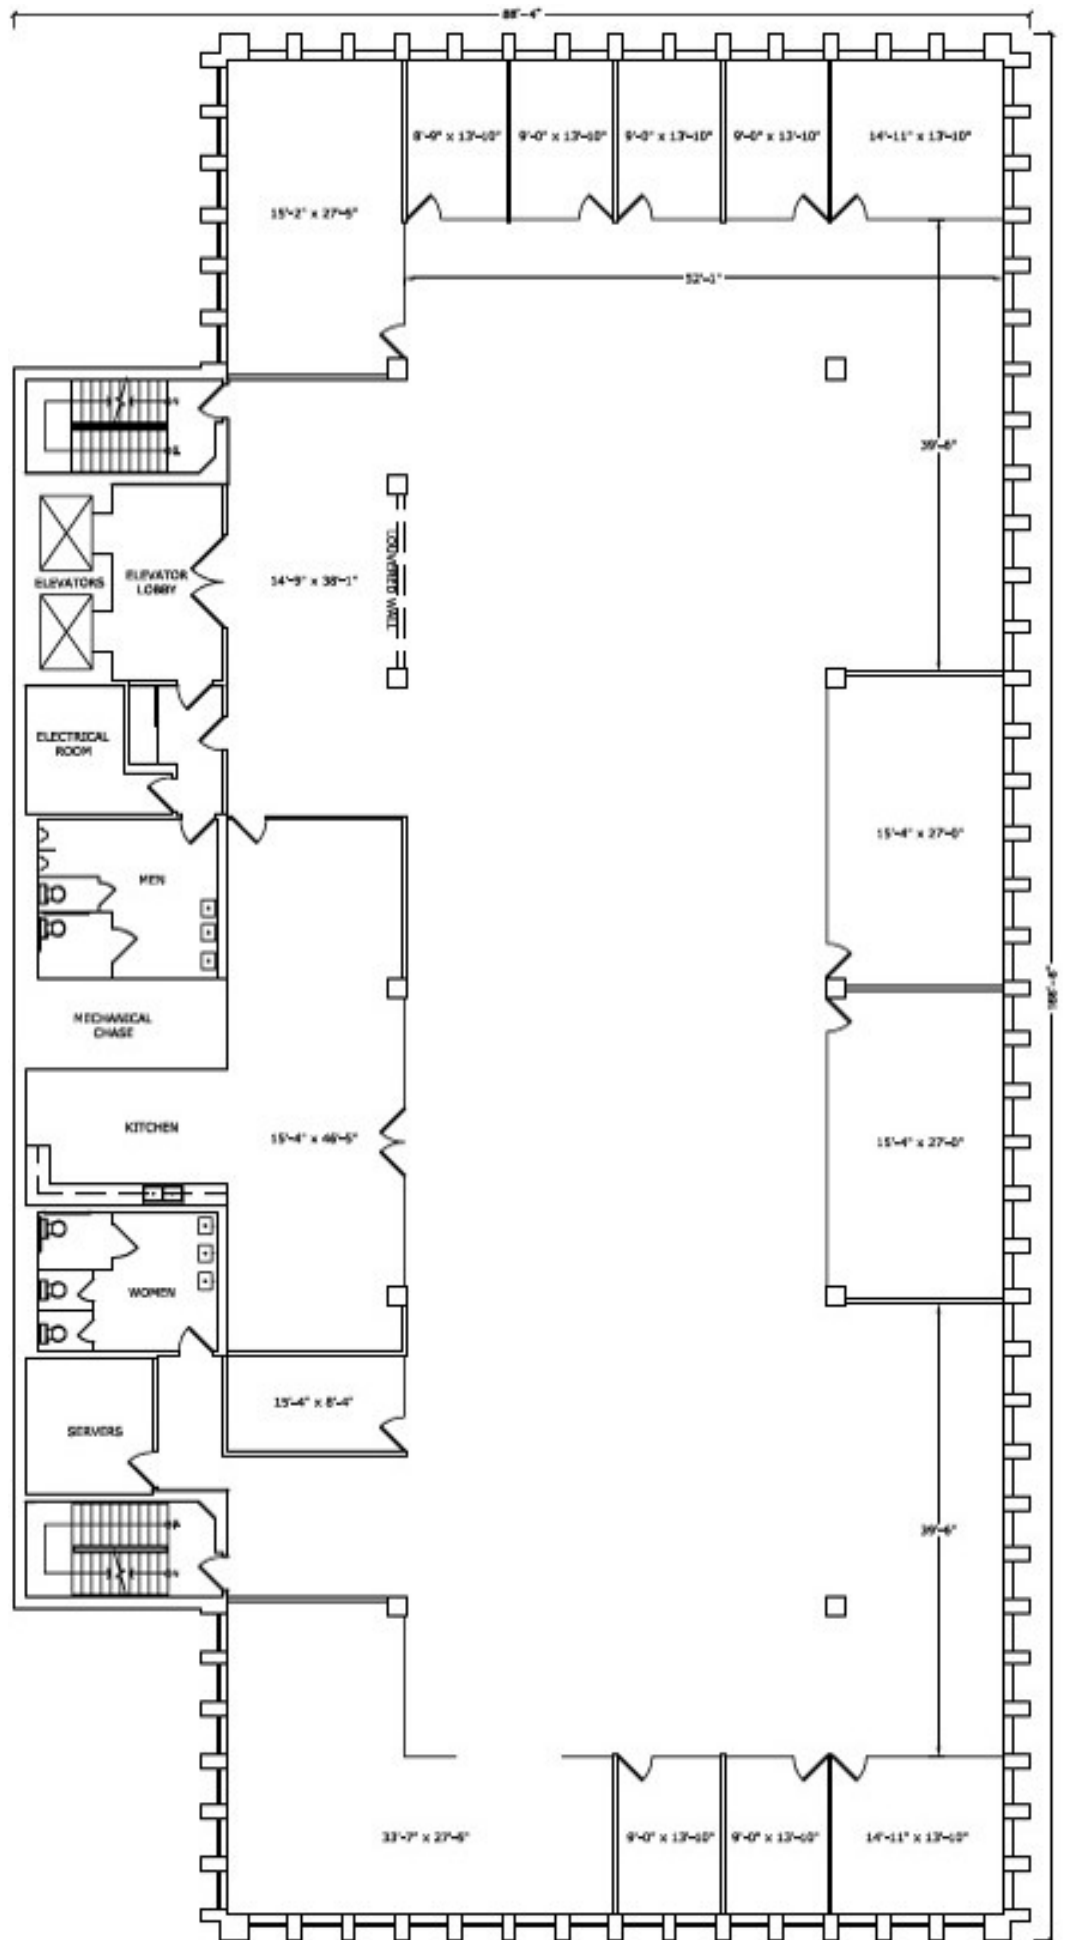 88'-4"
8'-9" x 13'-10"
9'-0" x 13'-10"
9'-0" x 13'-10"
9'-0" x 13'-10"
14'-11" x 13'-10"
15'-2" x 27'-6"
52'-1"
39'-6"
ELEVATORS
ELEVATOR
LOBBY
14'-9" x 38'-1"
LOUVERED WALL
ELECTRICAL
ROOM
15'-4" x 27'-0"
MEN
MECHANICAL
CHASE
KITCHEN
15'-4" x 46'-5"
15'-4" x 27'-0"
WOMEN
15'-4" x 8'-4"
SERVERS
39'-6"
33'-7" x 27'-6"
9'-0" x 13'-10"
9'-0" x 13'-10"
14'-11" x 13'-10"